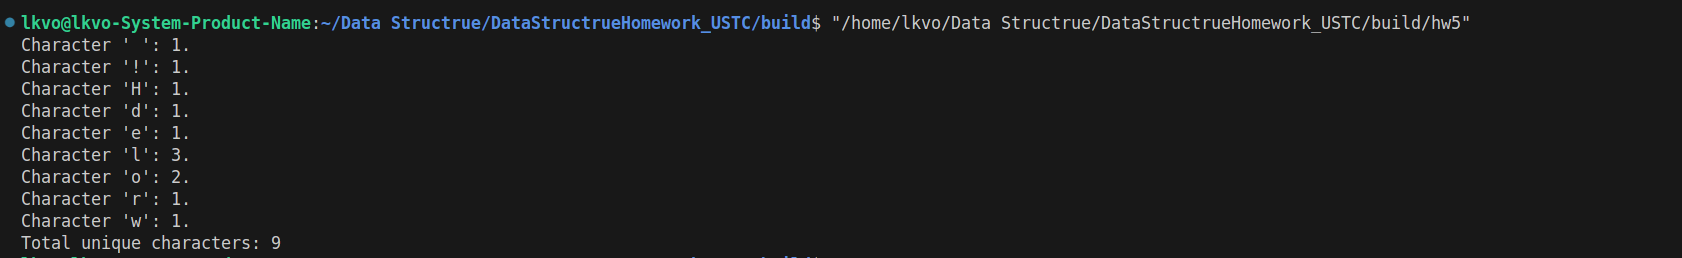 lkvo@lkvo-System-Product-Name:~/Data Structrue/DataStructrueHomework_USTC/build$ "/home/lkvo/Data Structrue/DataStructrueHomework_USTC/build/hw5"
Character ' ': 1.
Character '!': 1.
Character 'H': 1.
Character 'd': 1.
Character 'e': 1.
Character 'l': 3.
Character 'o': 2.
Character 'r': 1.
Character 'w': 1.
Total unique characters: 9